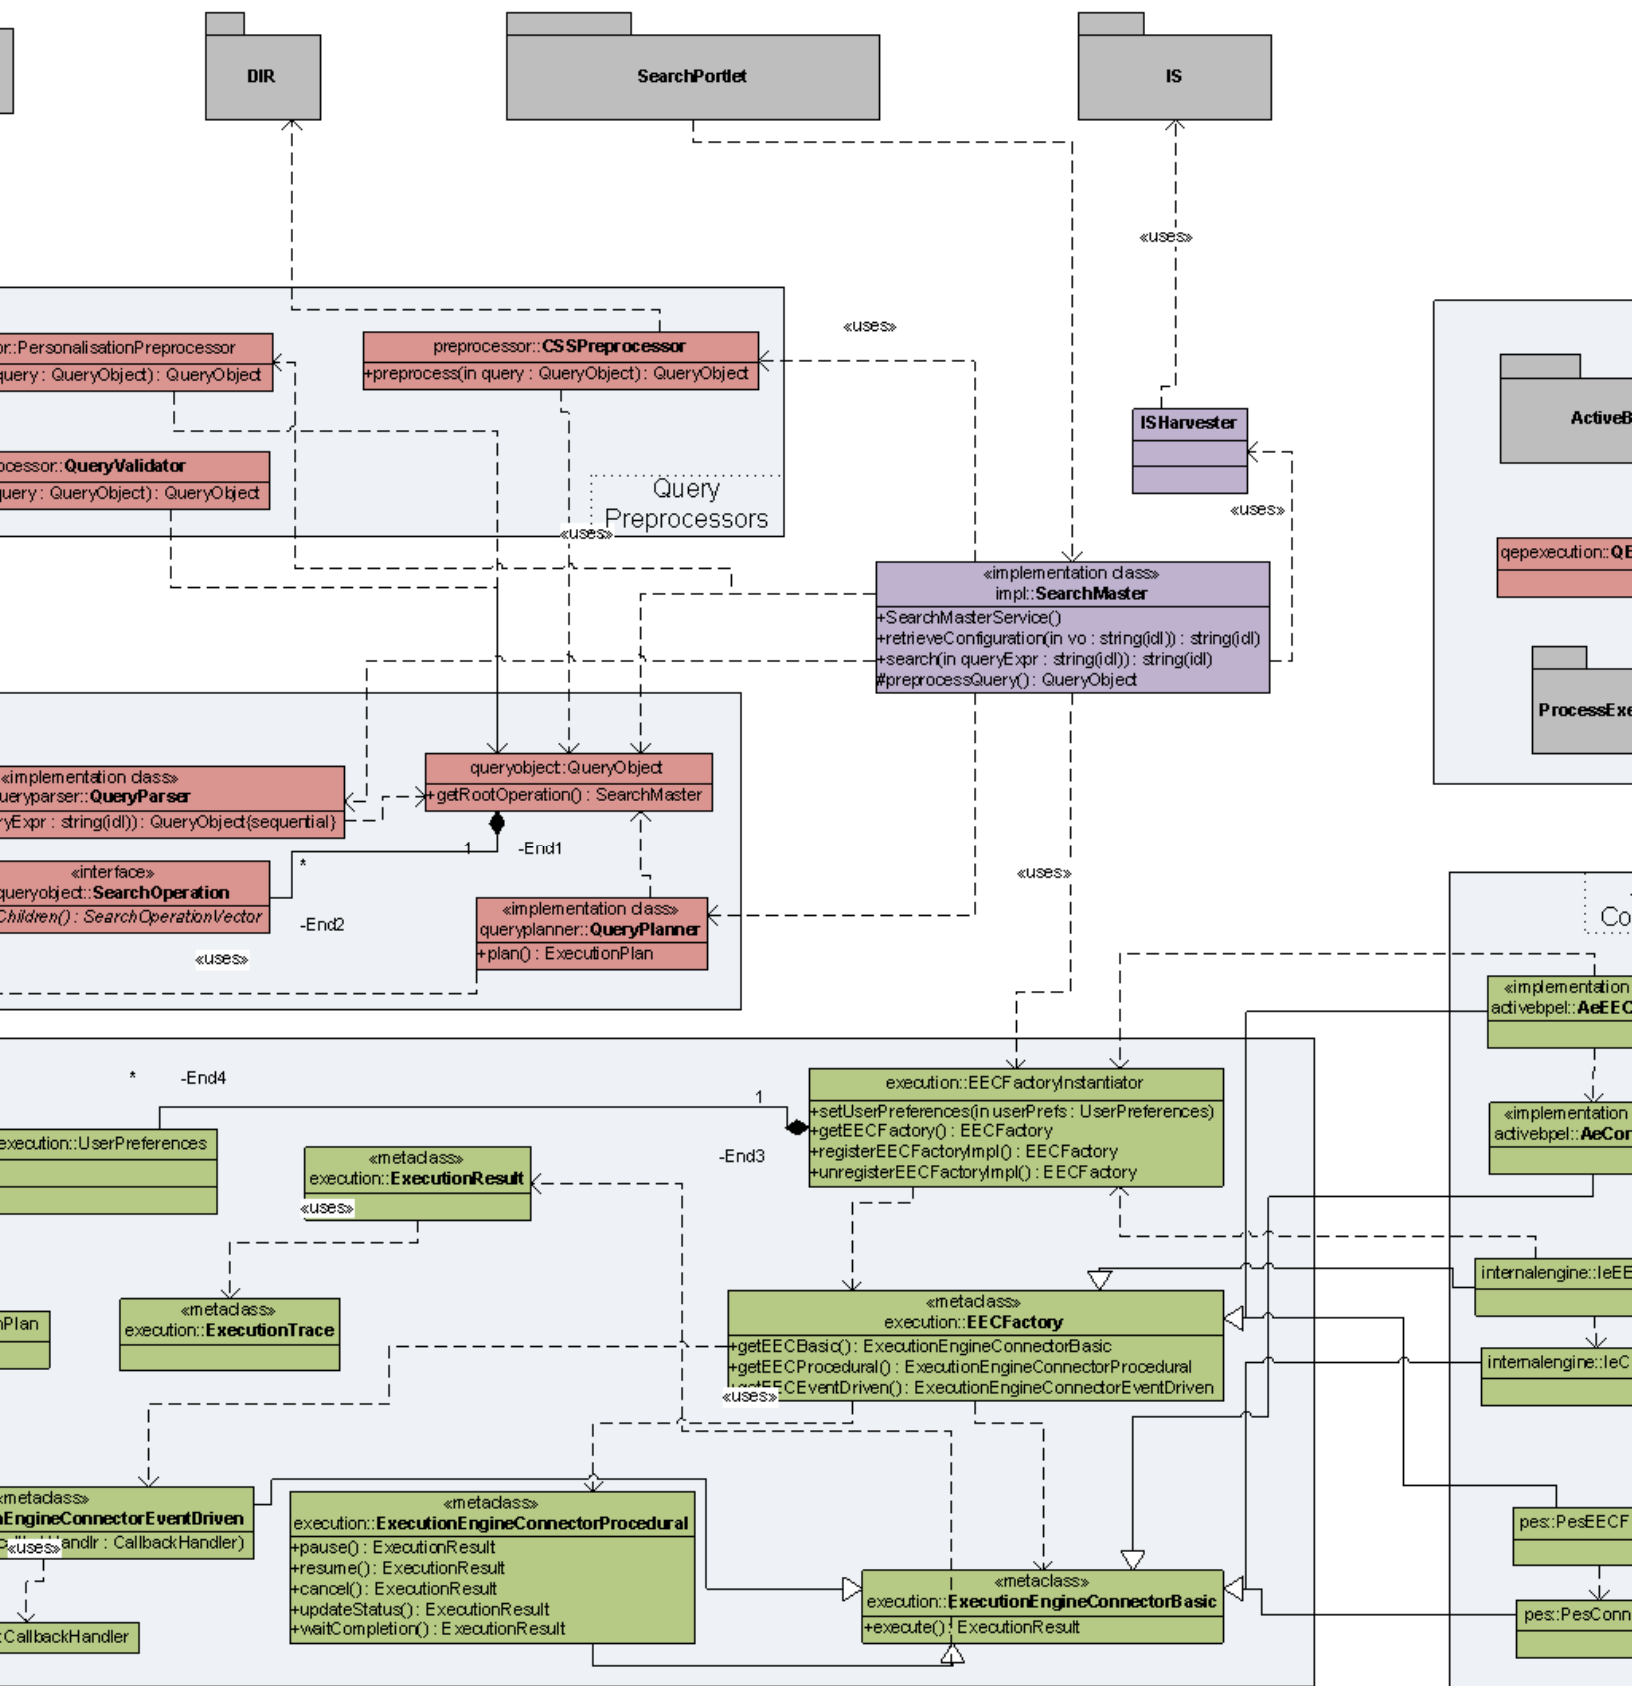 DIR
SearchPortlet
IS
«uses»
«uses»
or::PersonalisationPreprocessor
query : QueryObject) : QueryObject
preprocessor::CSSPreprocessor
+preprocess(in query : QueryObject) : QueryObject
ActiveB
ISHarvester
ocessor::QueryValidator
query : QueryObject) : QueryObject
Query
Preprocessors
«uses»
«uses»
qepexecution::QE
«implementation class»
impl::SearchMaster
+SearchMasterService()
+retrieveConfiguration(in vo : string(idl)) : string(idl)
+search(in queryExpr : string(idl)) : string(idl)
#preprocessQuery() : QueryObject
ProcessExe
«implementation class»
ueryparser::QueryParser
ryExpr : string(idl)) : QueryObject{sequential}
queryobject::QueryObject
+getRootOperation() : SearchMaster
1
-End1
*
-End2
«interface»
queryobject::SearchOperation
Children() : SearchOperationVector
«uses»
«implementation class»
queryplanner::QueryPlanner
+plan() : ExecutionPlan
«uses»
Co
«implementation
activebpel::AeEEC
*
-End4
1
-End3
execution::EECFactoryInstantiator
+setUserPreferences(in userPrefs : UserPreferences)
+getEECFactory() : EECFactory
+registerEECFactoryImpl() : EECFactory
+unregisterEECFactoryImpl() : EECFactory
«implementation
activebpel::AeCon
execution::UserPreferences
«metaclass»
execution::ExecutionResult
«uses»
internalengine::IeEE
nPlan
«metaclass»
execution::ExecutionTrace
«metaclass»
execution::EECFactory
+getEECBasic() : ExecutionEngineConnectorBasic
+getEECProcedural() : ExecutionEngineConnectorProcedural
+getEECEventDriven() : ExecutionEngineConnectorEventDriven
«uses»
internalengine::IeC
«metaclass»
nEngineConnectorEventDriven
andlr : CallbackHandler)
«uses»
:CallbackHandler
«metaclass»
execution::ExecutionEngineConnectorProcedural
+pause() : ExecutionResult
+resume() : ExecutionResult
+cancel() : ExecutionResult
+updateStatus() : ExecutionResult
+waitCompletion() : ExecutionResult
«metaclass»
execution::ExecutionEngineConnectorBasic
+execute() : ExecutionResult
pes::PesEECF
pes::PesConn